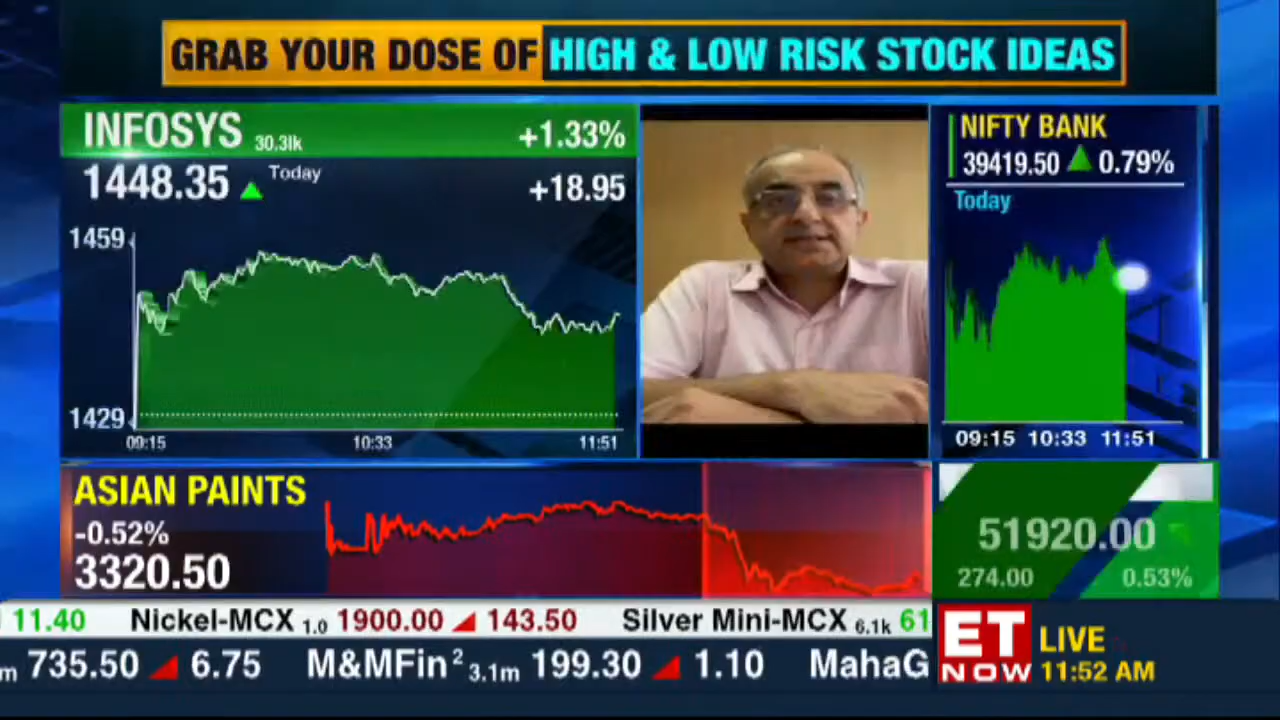 GRAB YOUR DOSE OF HIGH & LOW RISK STOCK IDEAS
INFOSYS 30.3lk +1.33%
1448.35 Today +18.95
1459
1429
09:15 10:33 11:51
NIFTY BANK
39419.50 0.79%
Today
09:15 10:33 11:51
ASIAN PAINTS
-0.52%
3320.50
51920.00
274.00 0.53%
11.40 Nickel-MCX 1.0 1900.00 143.50 Silver Mini-MCX 6.1k 61
m 735.50 6.75 M&MFin² 3.1m 199.30 1.10 MahaG
ET
NOW
LIVE
11:52 AM